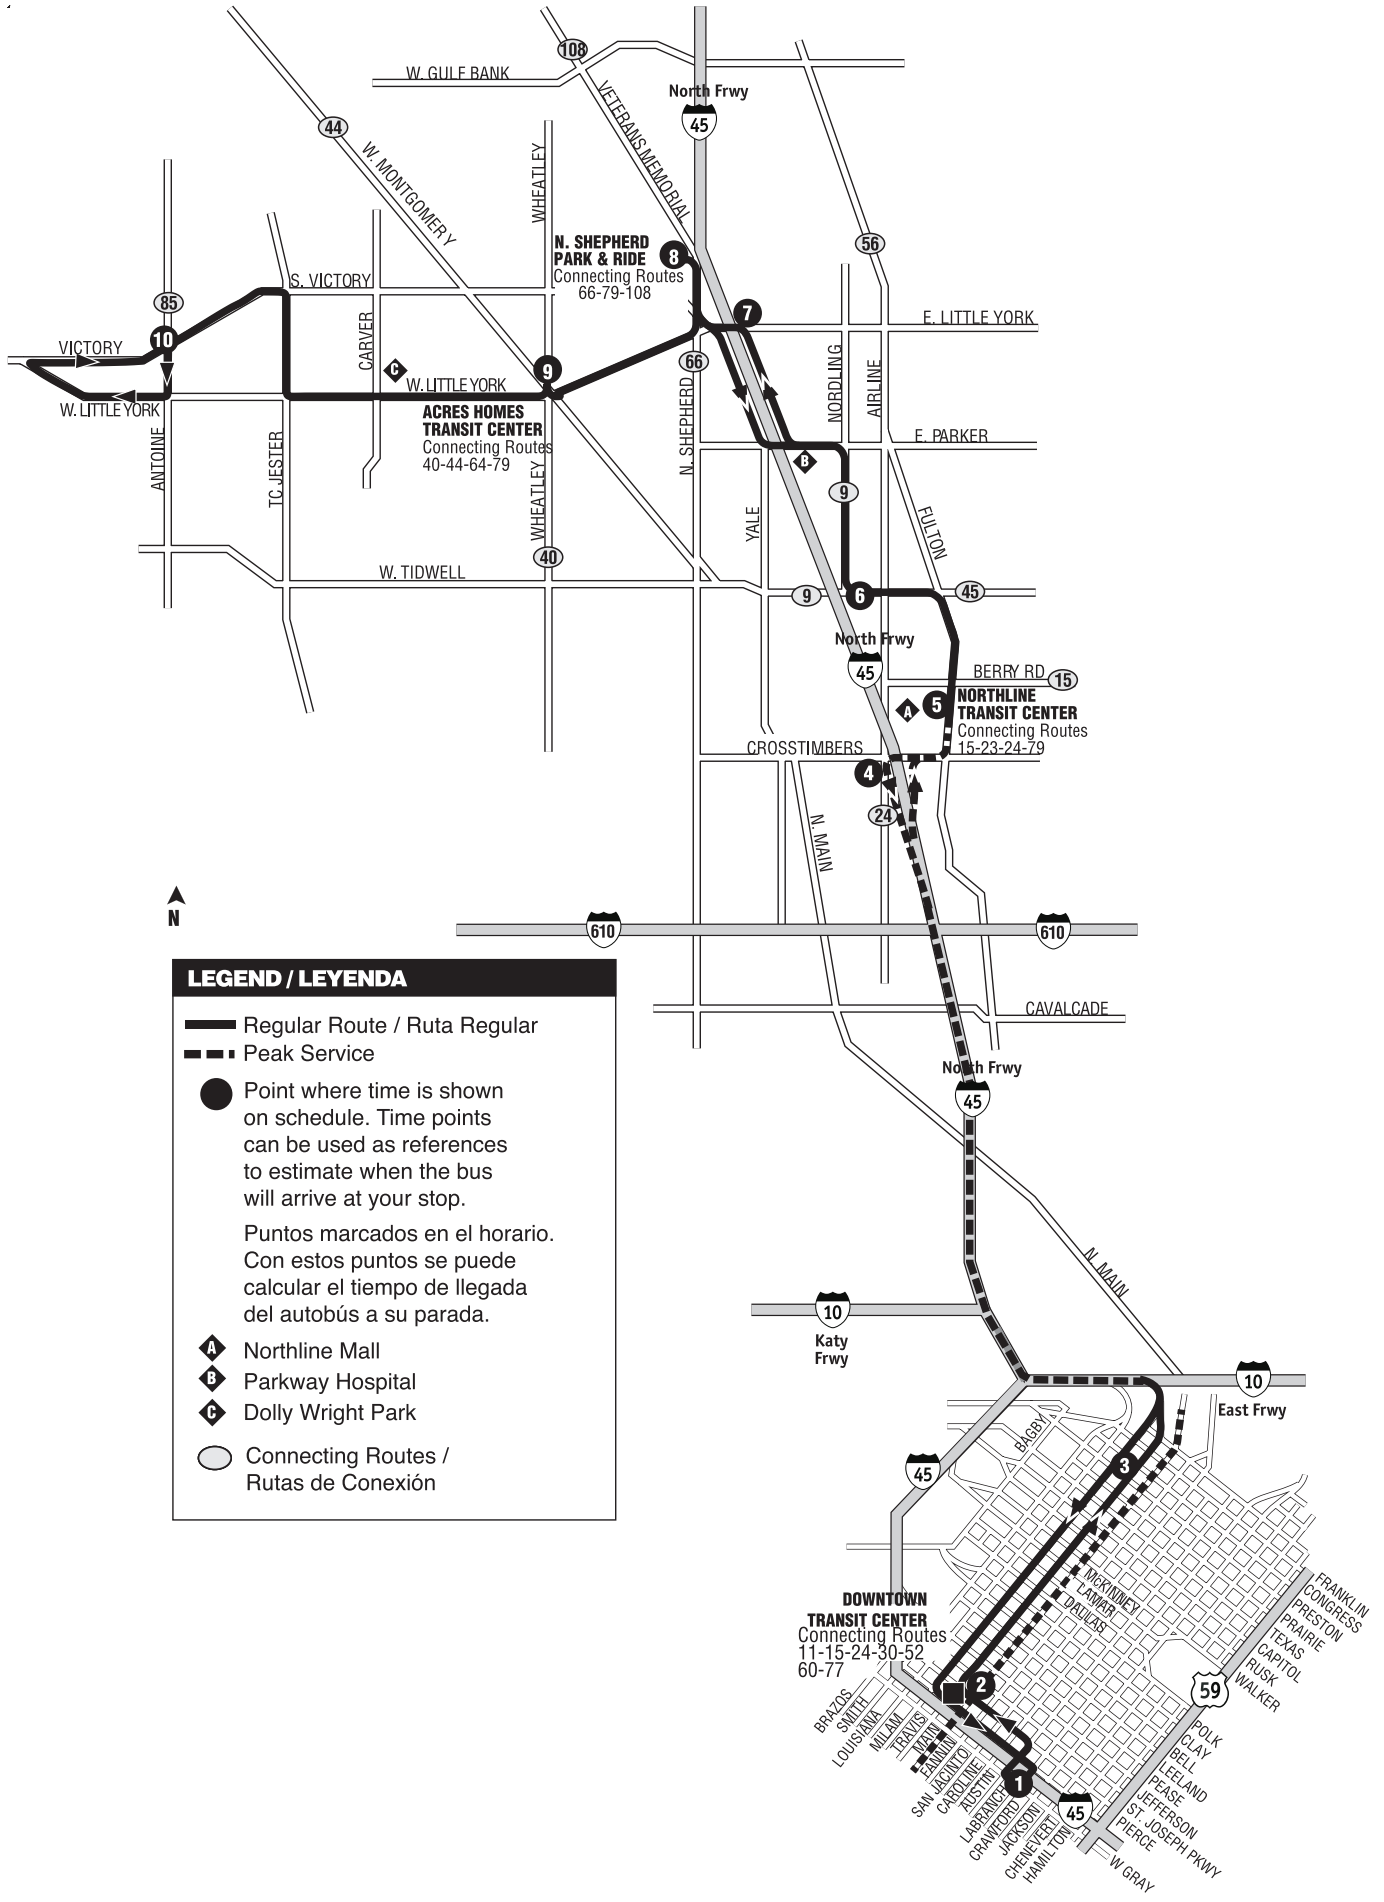 108
W. GULF BANK
North Frwy
45
VETERANS MEMORIAL
44
W. MONTGOMERY
WHEATLEY
56
N. SHEPHERD
PARK & RIDE
Connecting Routes
66-79-108
8
S. VICTORY
85
7
E. LITTLE YORK
10
VICTORY
CARVER
C
66
9
W. LITTLE YORK
NORDLING
AIRLINE
W. LITTLE YORK
ACRES HOMES
TRANSIT CENTER
Connecting Routes
40-44-64-79
N. SHEPHERD
E. PARKER
B
ANTOINE
TC JESTER
WHEATLEY
9
YALE
FULTON
40
W. TIDWELL
9
6
45
North Frwy
45
BERRY RD
15
A
5
NORTHLINE
TRANSIT CENTER
Connecting Routes
15-23-24-79
CROSSTIMBERS
4
24
N. MAIN
N
610
610
LEGEND / LEYENDA
Regular Route / Ruta Regular
Peak Service
Point where time is shown
on schedule. Time points
can be used as references
to estimate when the bus
will arrive at your stop.
Puntos marcados en el horario.
Con estos puntos se puede
calcular el tiempo de llegada
del autobús a su parada.
A Northline Mall
B Parkway Hospital
C Dolly Wright Park
Connecting Routes /
Rutas de Conexión
CAVALCADE
North Frwy
45
N. MAIN
10
Katy
Frwy
10
East Frwy
BAGBY
45
3
McKINNEY
LAMAR
DALLAS
DOWNTOWN
TRANSIT CENTER
Connecting Routes
11-15-24-30-52
60-77
FRANKLIN
CONGRESS
PRESTON
PRAIRIE
TEXAS
CAPITOL
RUSK
WALKER
59
2
BRAZOS
SMITH
LOUISIANA
MILAM
TRAVIS
MAIN
FANNIN
SAN JACINTO
CAROLINE
AUSTIN
LABRANCH
CRAWFORD
JACKSON
CHENEVERT
HAMILTON
1
45
POLK
CLAY
BELL
LEELAND
PEASE
JEFFERSON
ST. JOSEPH PKWY
PIERCE
W GRAY